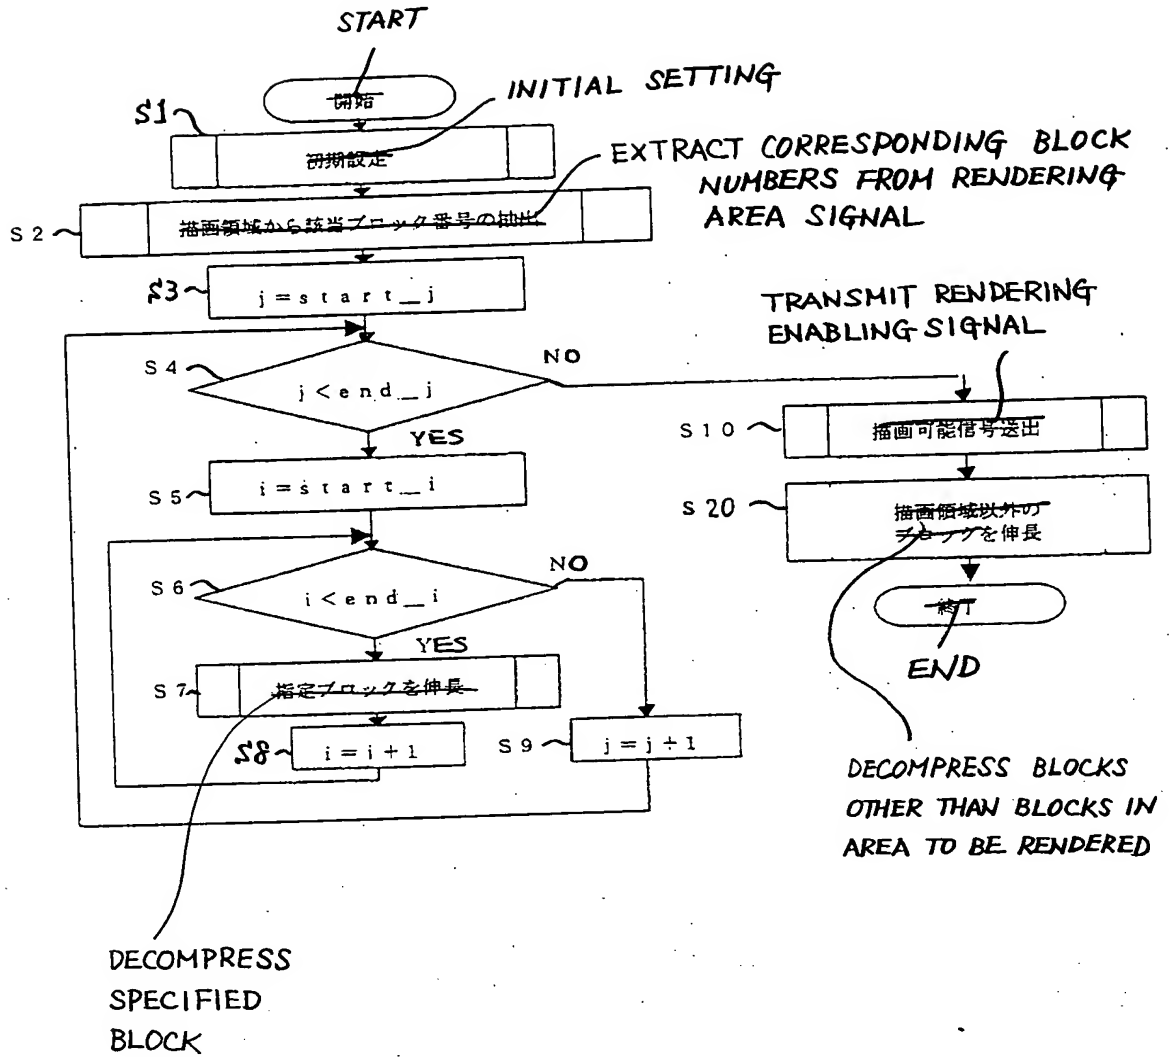 START
開始
INITIAL SETTING
S1
初期設定
EXTRACT CORRESPONDING BLOCK
NUMBERS FROM RENDERING
AREA SIGNAL
S2
描画領域から該当ブロック番号の抽出
S3
j=start_j
TRANSMIT RENDERING
ENABLING SIGNAL
S4
j<end_j
NO
YES
S10
描画可能信号送出
S5
i=start_i
S20
描画領域以外の
ブロックを伸長
S6
i<end_i
NO
YES
終了
END
S7
指定ブロックを伸長
S8
i=i+1
S9
j=j+1
DECOMPRESS BLOCKS
OTHER THAN BLOCKS IN
AREA TO BE RENDERED
DECOMPRESS
SPECIFIED
BLOCK